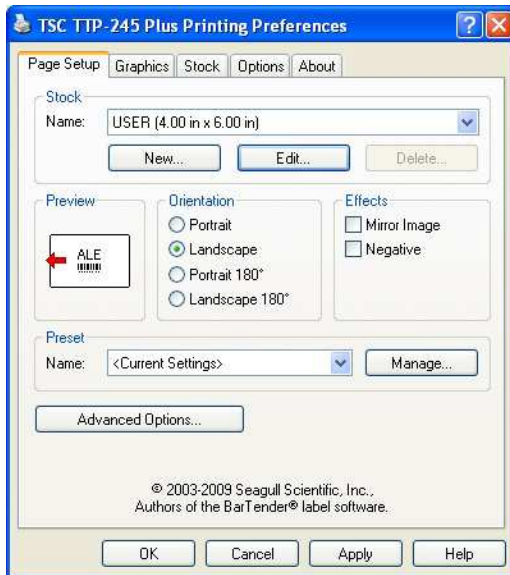 TSC TTP-245 Plus Printing Preferences
Page Setup Graphics Stock Options About
Stock
Name: USER (4.00 in x 6.00 in)
New... Edit... Delete...
Preview Orientation Effects
Portrait Mirror Image
ALE Landscape Negative
Portrait 180°
Landscape 180°
Preset
Name: <Current Settings> Manage...
Advanced Options...
© 2003-2009 Seagull Scientific, Inc.,
Authors of the BarTender® label software.
OK Cancel Apply Help